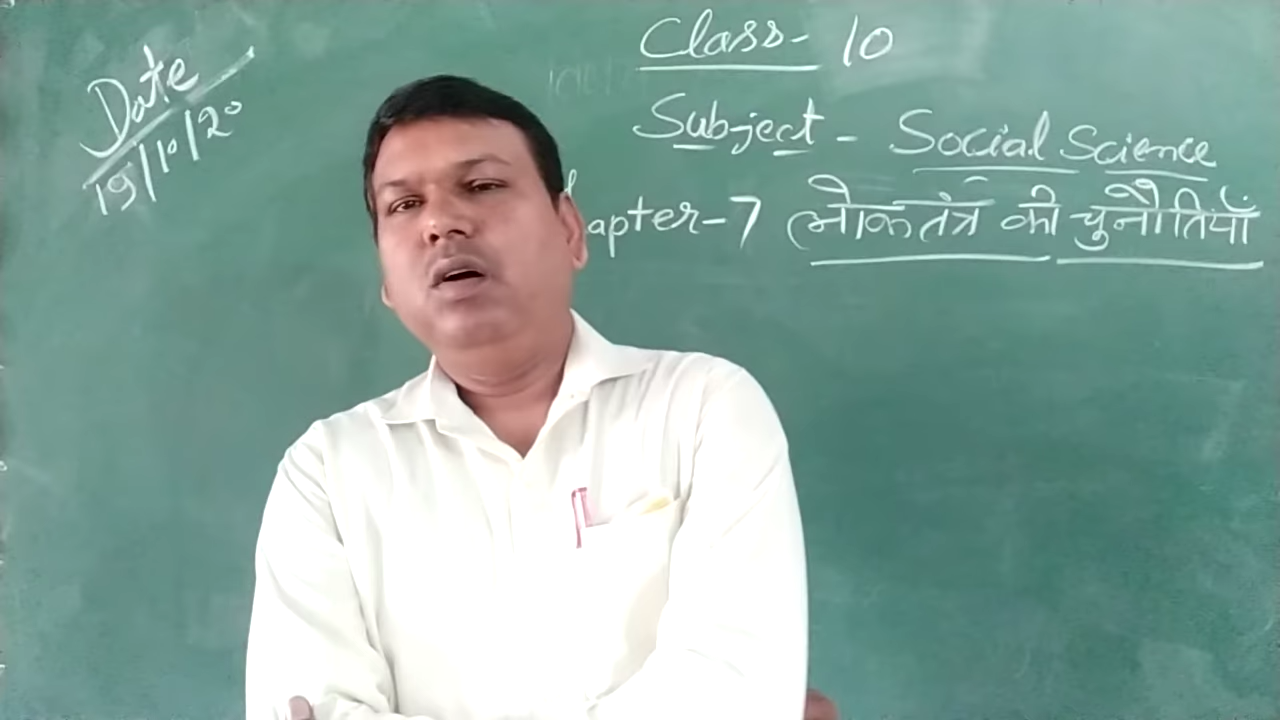 Date
19/10/20
Class- 10
Subject - Social Science
apter-7 लोकतंत्र की चुनौतियाँ